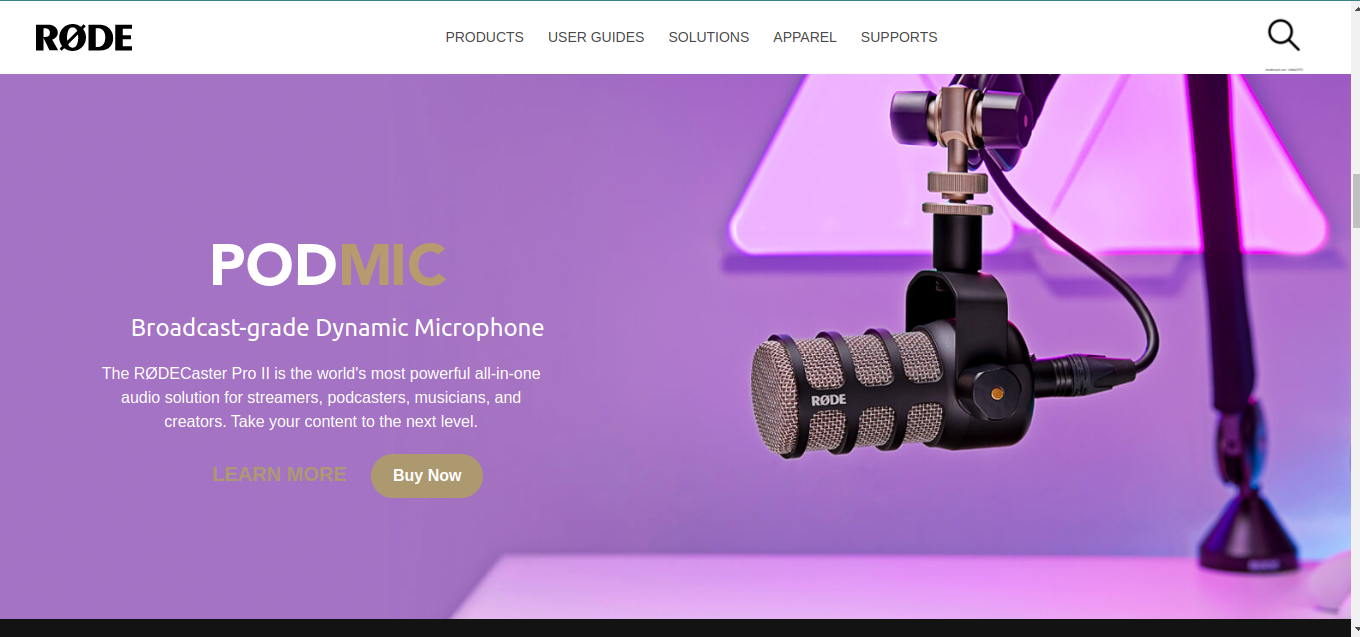 RØDE
PRODUCTS USER GUIDES SOLUTIONS APPAREL SUPPORTS
PODMIC
Broadcast-grade Dynamic Microphone
The RØDECaster Pro II is the world's most powerful all-in-one
audio solution for streamers, podcasters, musicians, and
creators. Take your content to the next level.
LEARN MORE Buy Now
RØDE